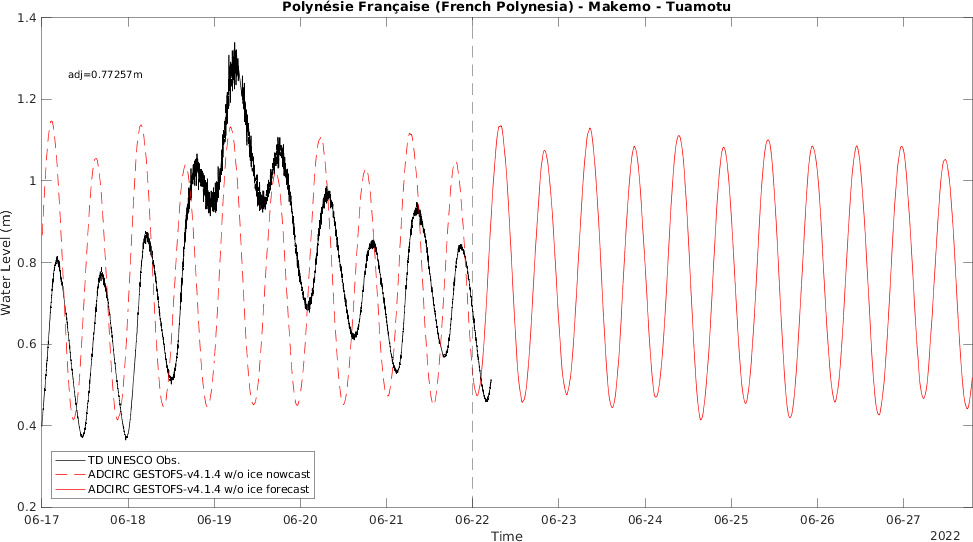 Polynésie Française (French Polynesia) - Makemo - Tuamotu
1.4
adj=0.77257m
1.2
1
0.8
0.6
0.4
0.2
Water Level (m)
TD UNESCO Obs.
ADCIRC GESTOFS-v4.1.4 w/o ice nowcast
ADCIRC GESTOFS-v4.1.4 w/o ice forecast
06-17 06-18 06-19 06-20 06-21 06-22 06-23 06-24 06-25 06-26 06-27
Time
2022